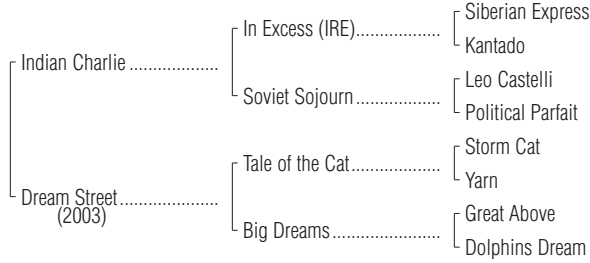 Siberian Express
In Excess (IRE)...................
Kantado
Indian Charlie ...................
Leo Castelli
Soviet Sojourn ..................
Political Parfait
Storm Cat
Tale of the Cat...................
Yarn
Dream Street.....................
(2003)
Great Above
Big Dreams.......................
Dolphins Dream